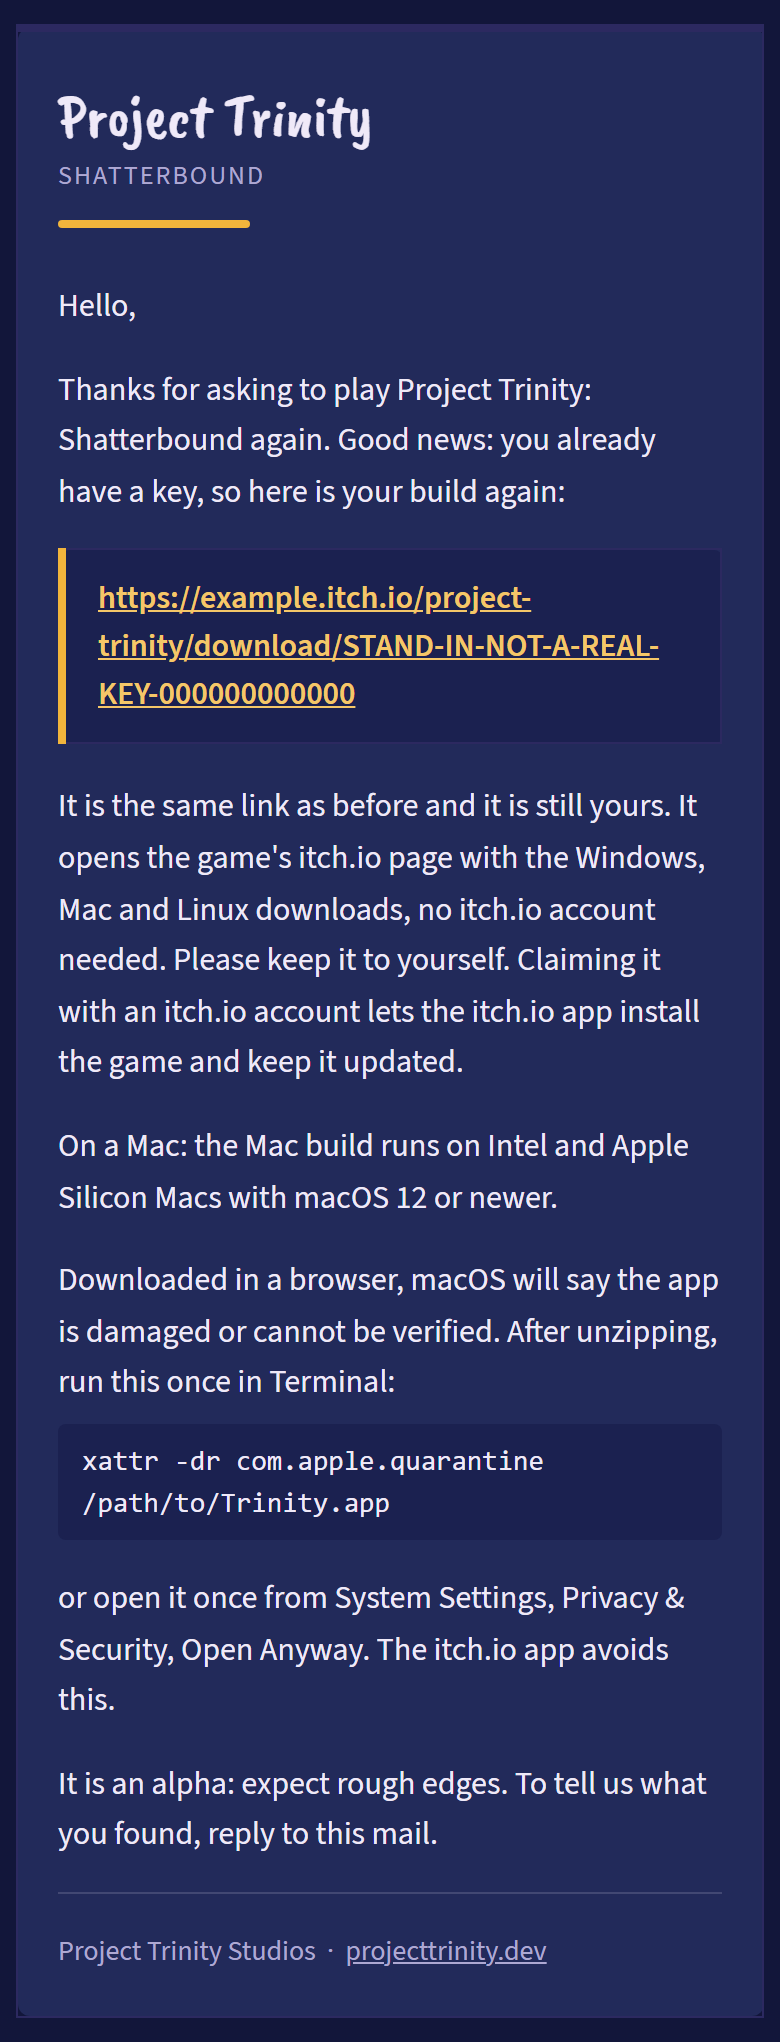 Project Trinity
SHATTERBOUND
Hello,
Thanks for asking to play Project Trinity:
Shatterbound again. Good news: you already
have a key, so here is your build again:
https://example.itch.io/project-
trinity/download/STAND-IN-NOT-A-REAL-
KEY-000000000000
It is the same link as before and it is still yours. It
opens the game's itch.io page with the Windows,
Mac and Linux downloads, no itch.io account
needed. Please keep it to yourself. Claiming it
with an itch.io account lets the itch.io app install
the game and keep it updated.
On a Mac: the Mac build runs on Intel and Apple
Silicon Macs with macOS 12 or newer.
Downloaded in a browser, macOS will say the app
is damaged or cannot be verified. After unzipping,
run this once in Terminal:
xattr -dr com.apple.quarantine
/path/to/Trinity.app
or open it once from System Settings, Privacy &
Security, Open Anyway. The itch.io app avoids
this.
It is an alpha: expect rough edges. To tell us what
you found, reply to this mail.
Project Trinity Studios · projecttrinity.dev